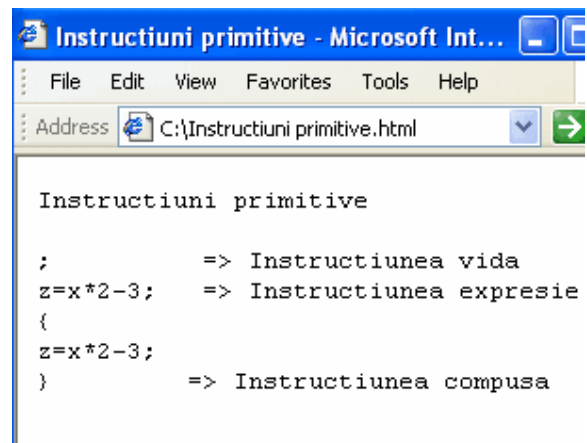 Instructiuni primitive - Microsoft Int...
File Edit View Favorites Tools Help
Address C:\Instructiuni primitive.html
Instructiuni primitive
; => Instructiunea vida
z=x*2-3; => Instructiunea expresie
{
z=x*2-3;
} => Instructiunea compusa